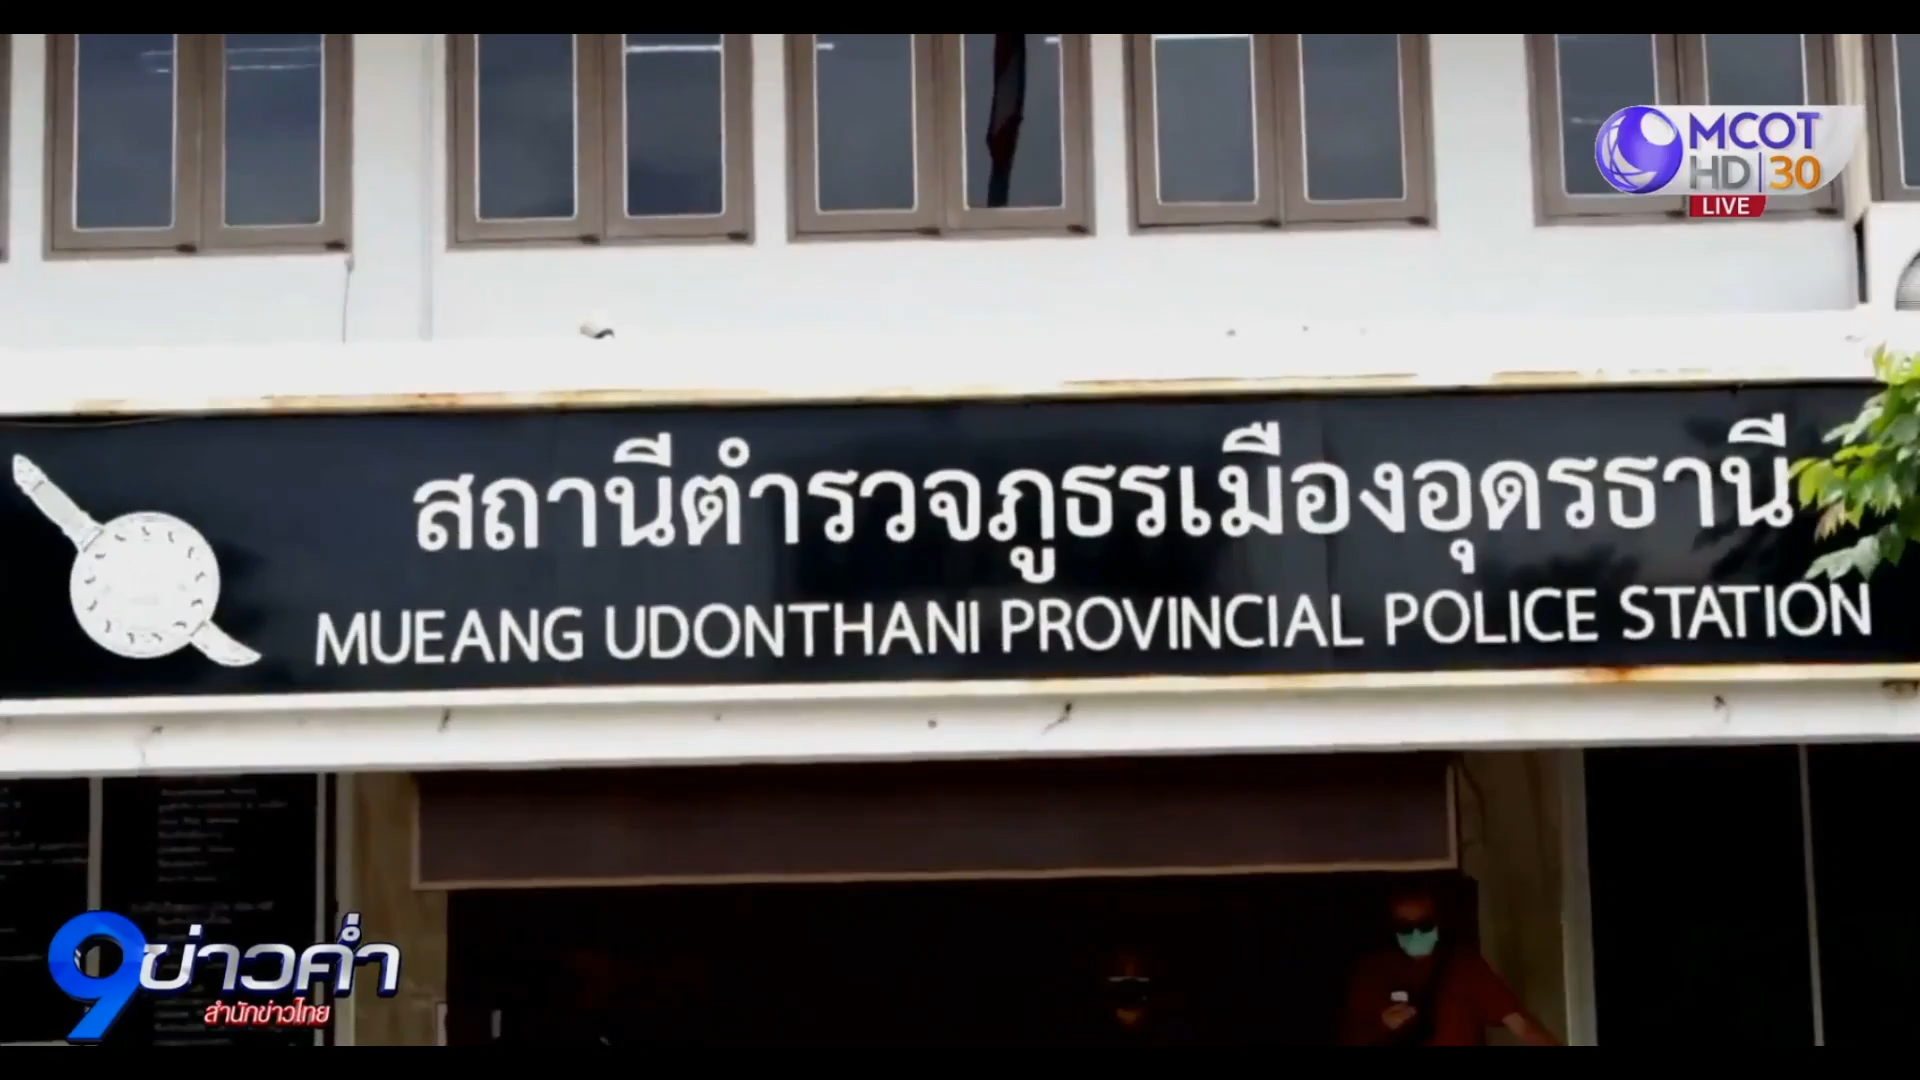 MCOT
HD 30
LIVE
สถานีตำรวจภูธรเมืองอุดรธานี
MUEANG UDONTHANI PROVINCIAL POLICE STATION
9ข่าวค่ำ
สำนักข่าวไทย